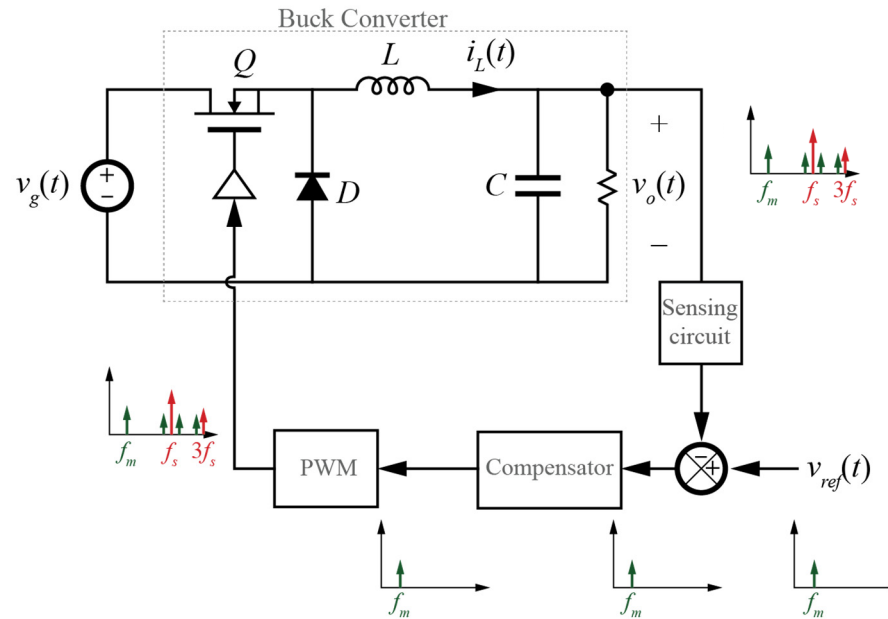 Buck Converter
Q
L
i_L(t)
v_g(t)
+
−
D
C
+
v_o(t)
−
f_m
f_s
3f_s
Sensing
circuit
f_m
f_s
3f_s
PWM
Compensator
−
+
v_ref(t)
f_m
f_m
f_m